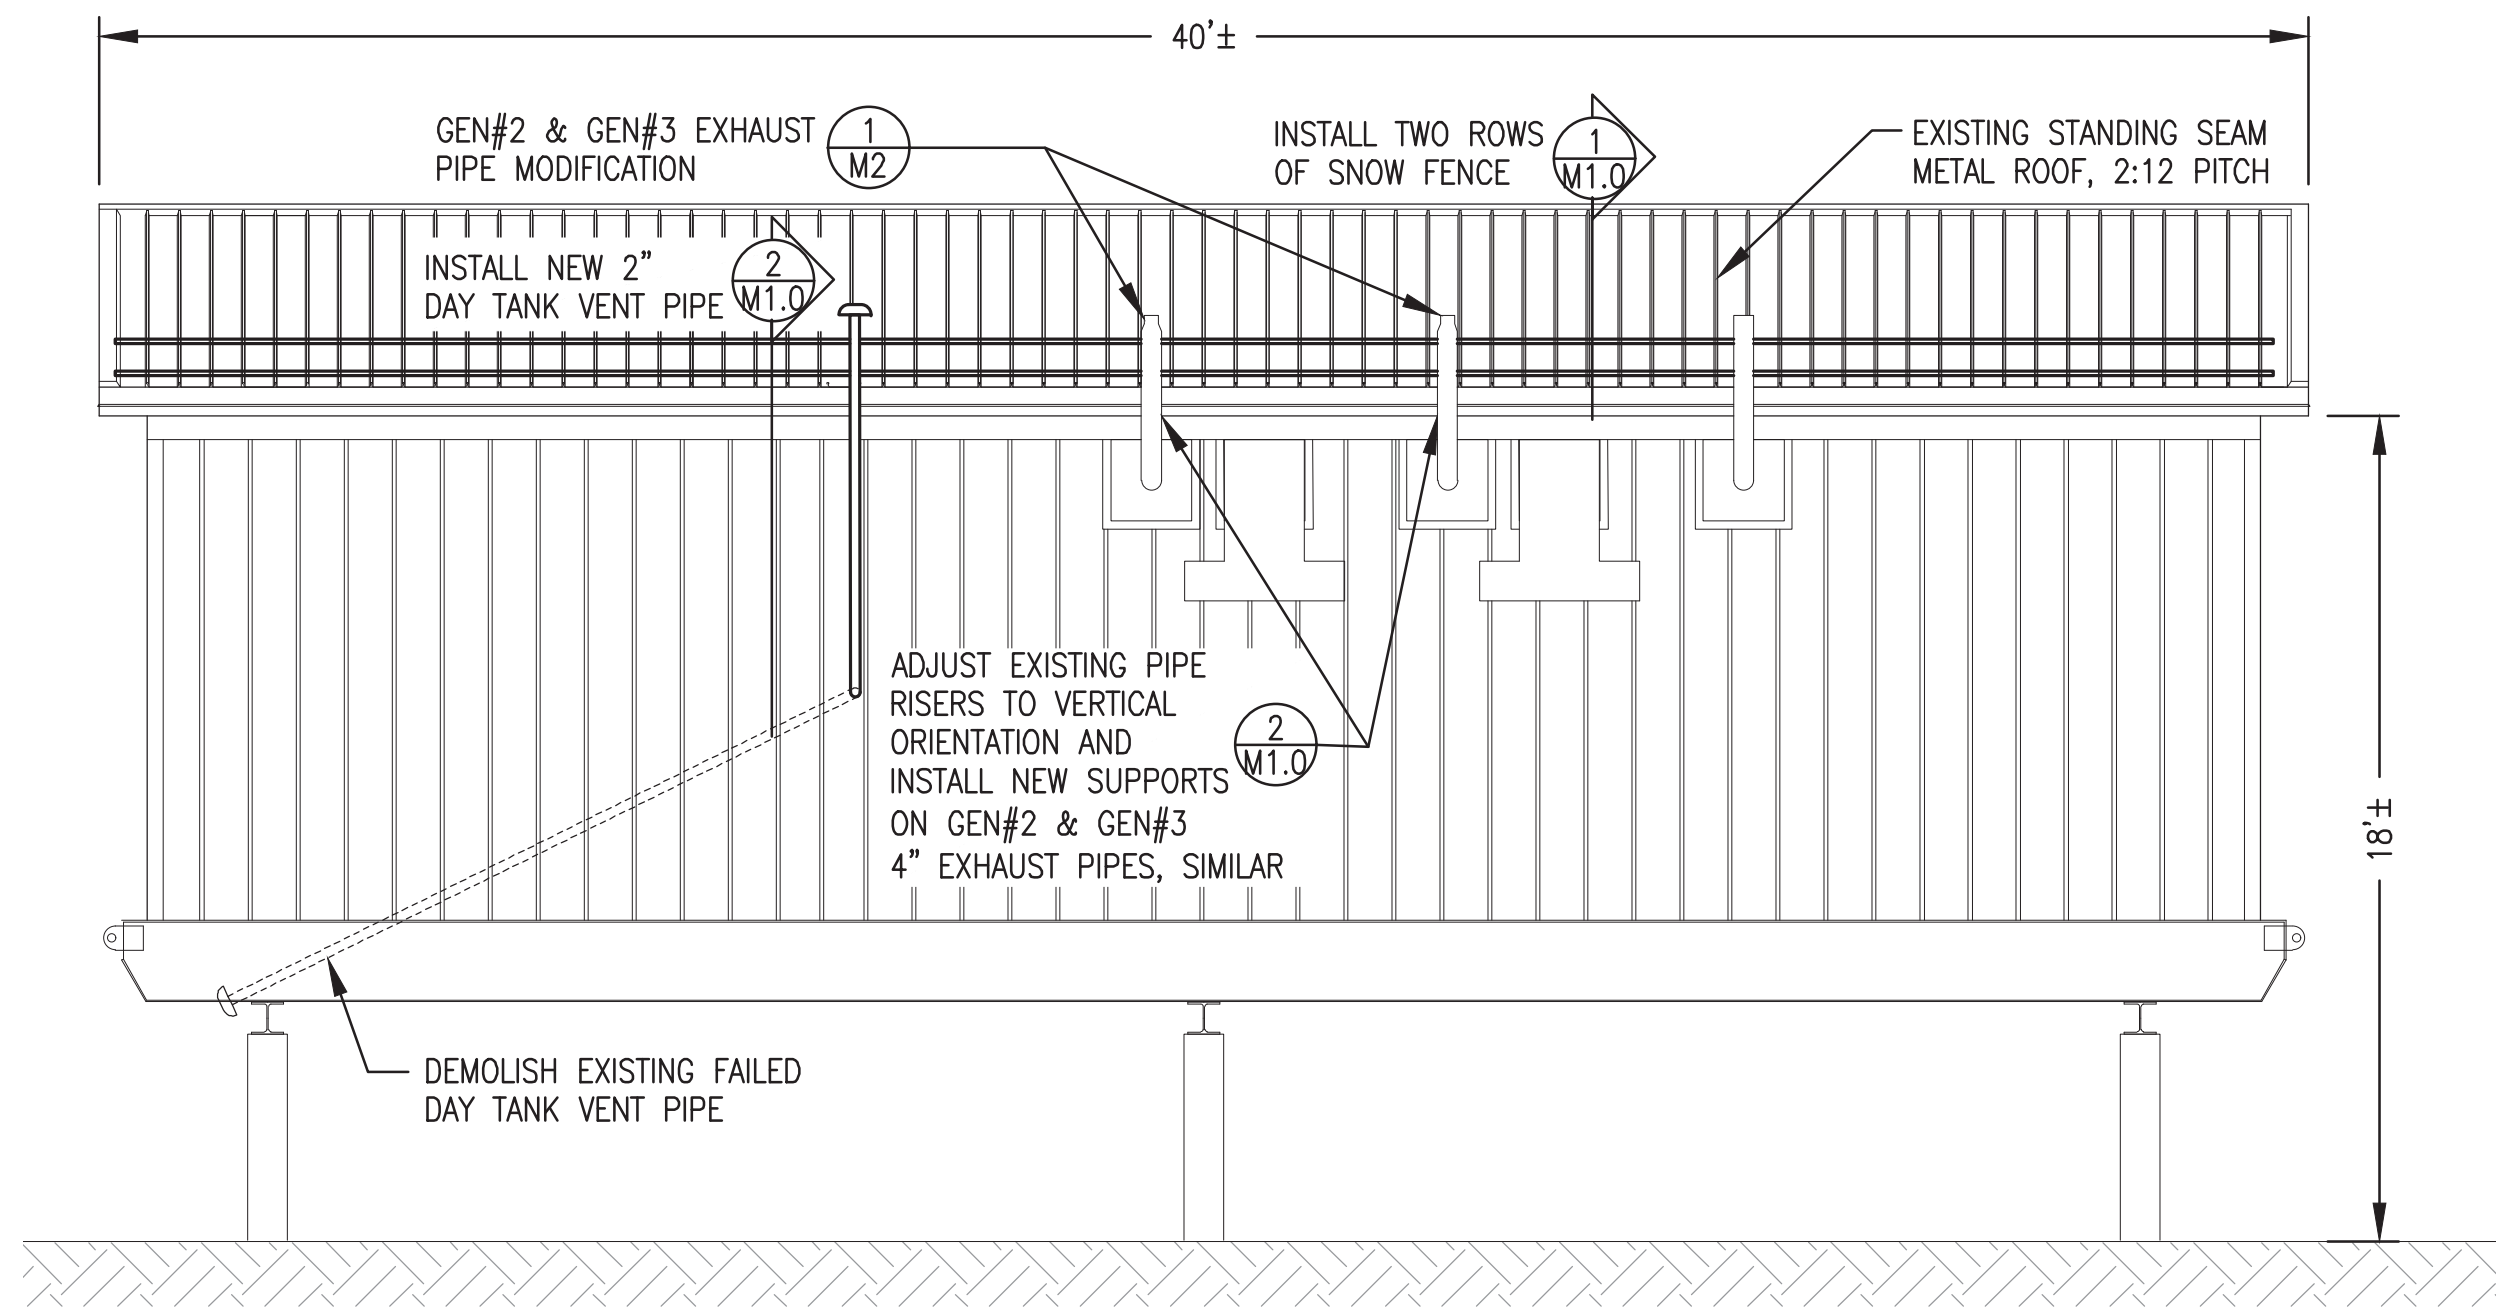 40'±
GEN#2 & GEN#3 EXHAUST
PIPE MODIFICATION
1
M2
INSTALL TWO ROWS
OF SNOW FENCE
1
M1.0
EXISTING STANDING SEAM
METAL ROOF, 2:12 PITCH
INSTALL NEW 2"
DAY TANK VENT PIPE
2
M1.0
ADJUST EXISTING PIPE
RISERS TO VERTICAL
ORIENTATION AND
INSTALL NEW SUPPORTS
ON GEN#2 & GEN#3
4" EXHAUST PIPES, SIMILAR
2
M1.0
18'±
DEMOLISH EXISTING FAILED
DAY TANK VENT PIPE